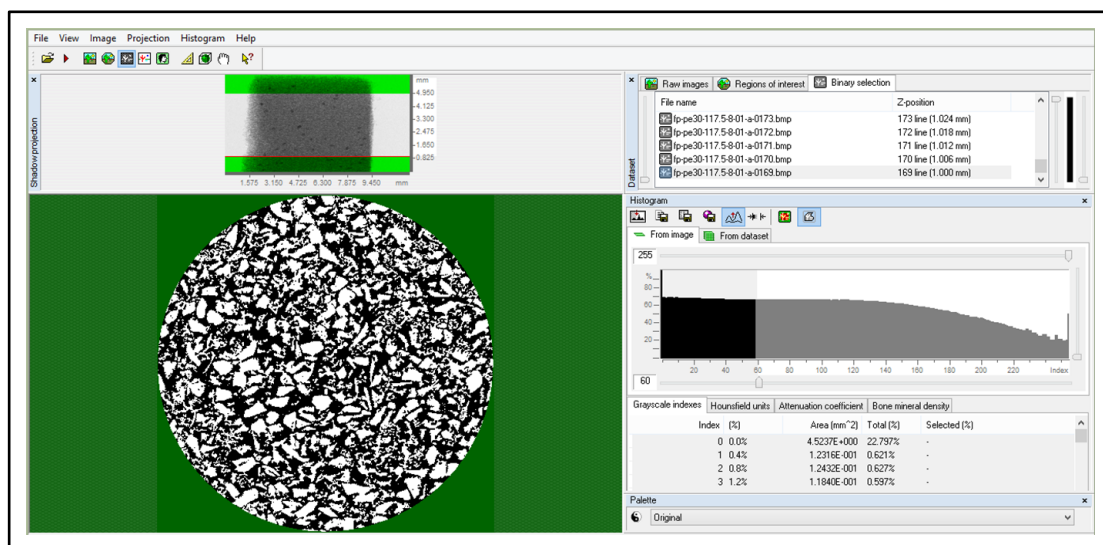 File View Image Projection Histogram Help
Shadow projection
mm
4.950
4.125
3.300
2.475
1.650
0.825
1.575 3.150 4.725 6.300 7.875 9.450 mm
Dataset
Raw images Regions of interest Binary selection
File name Z-position
fp-pe30-117.5-8-01-a-0173.bmp 173 line (1.024 mm)
fp-pe30-117.5-8-01-a-0172.bmp 172 line (1.018 mm)
fp-pe30-117.5-8-01-a-0171.bmp 171 line (1.012 mm)
fp-pe30-117.5-8-01-a-0170.bmp 170 line (1.006 mm)
fp-pe30-117.5-8-01-a-0169.bmp 169 line (1.000 mm)
Histogram
From image From dataset
255
%
80
60
40
20
20 40 60 80 100 120 140 160 180 200 220 Index
60
Grayscale indexes Hounsfield units Attenuation coefficient Bone mineral density
Index (%) Area (mm^2) Total (%) Selected (%)
0 0.0% 4.5237E+000 22.797% -
1 0.4% 1.2316E-001 0.621% -
2 0.8% 1.2432E-001 0.627% -
3 1.2% 1.1840E-001 0.597% -
Palette
Original